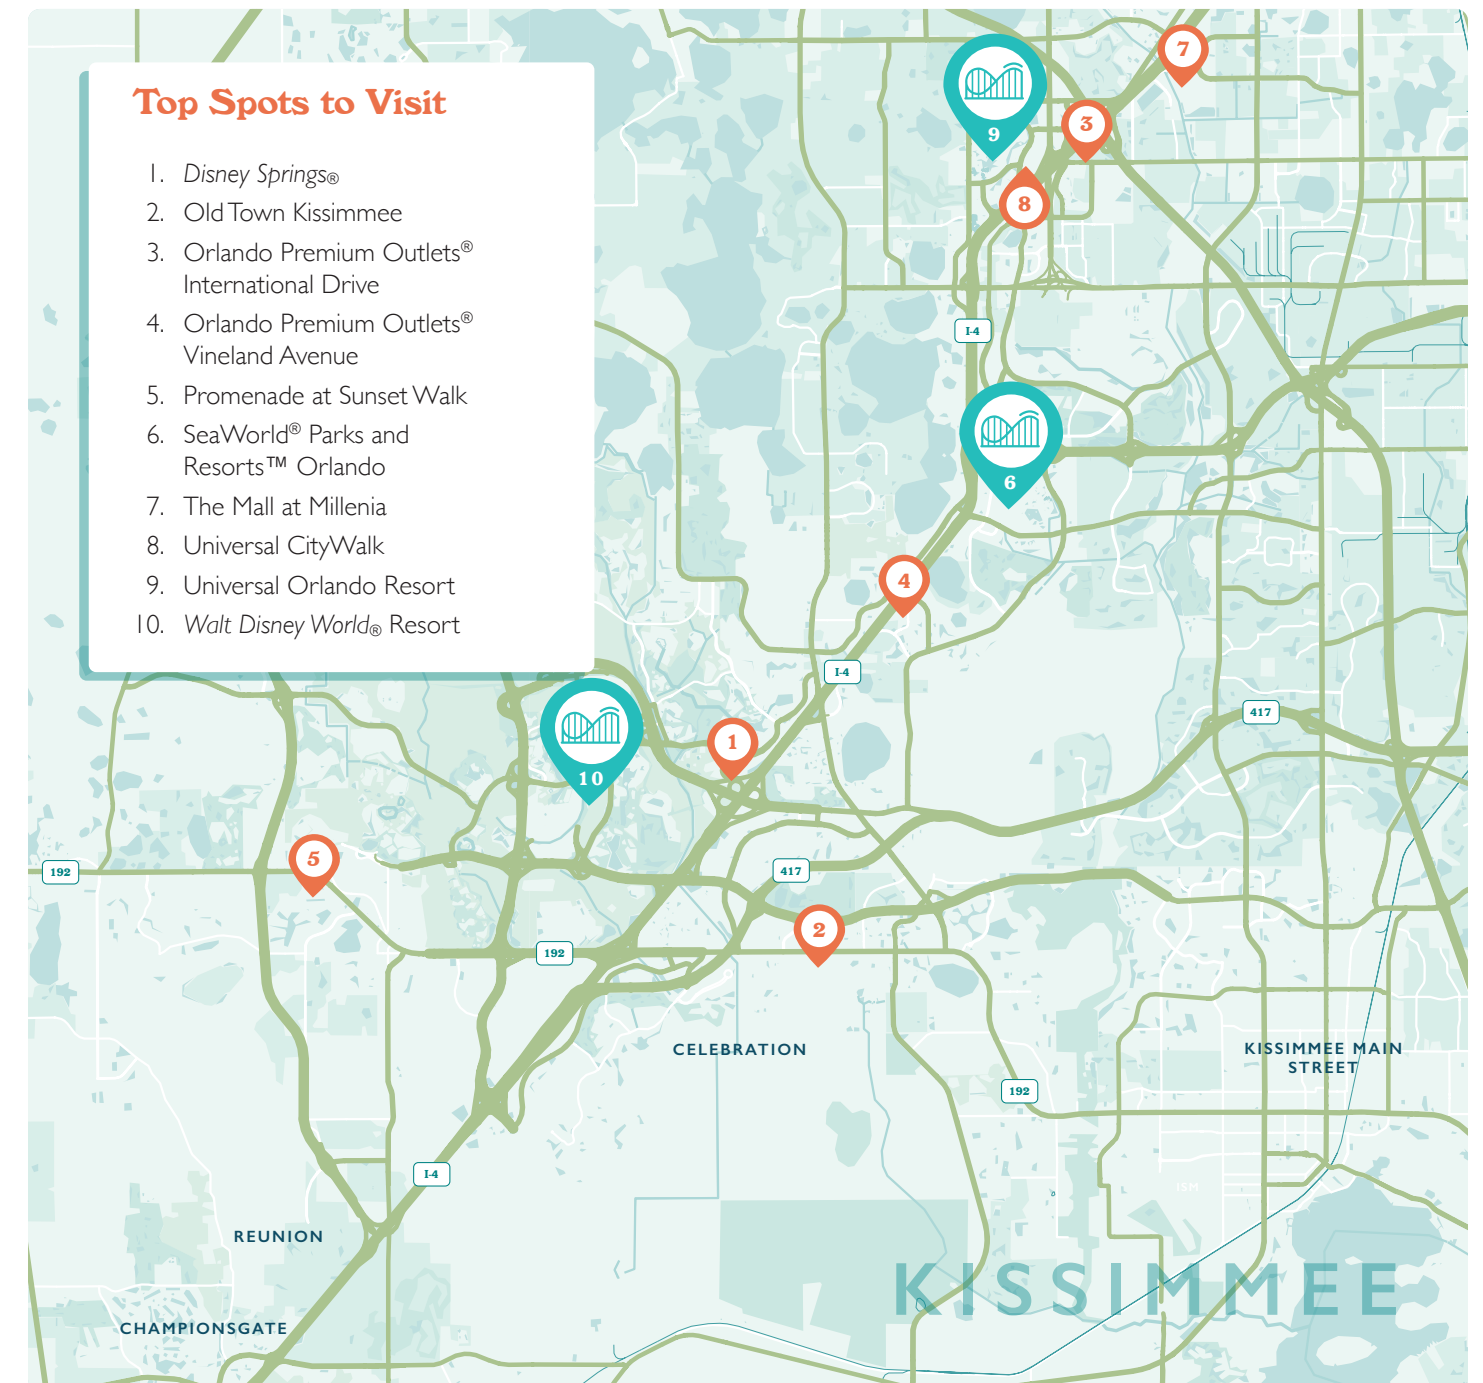 Top Spots to Visit
1. Disney Springs®
2. Old Town Kissimmee
3. Orlando Premium Outlets®
International Drive
4. Orlando Premium Outlets®
Vineland Avenue
5. Promenade at Sunset Walk
6. SeaWorld® Parks and
Resorts™ Orlando
7. The Mall at Millenia
8. Universal CityWalk
9. Universal Orlando Resort
10. Walt Disney World® Resort
7
9
3
8
I-4
6
4
I-4
417
1
10
5
192
417
2
192
CELEBRATION
KISSIMMEE MAIN
STREET
192
I-4
ISM
REUNION
KISSIMMEE
CHAMPIONSGATE